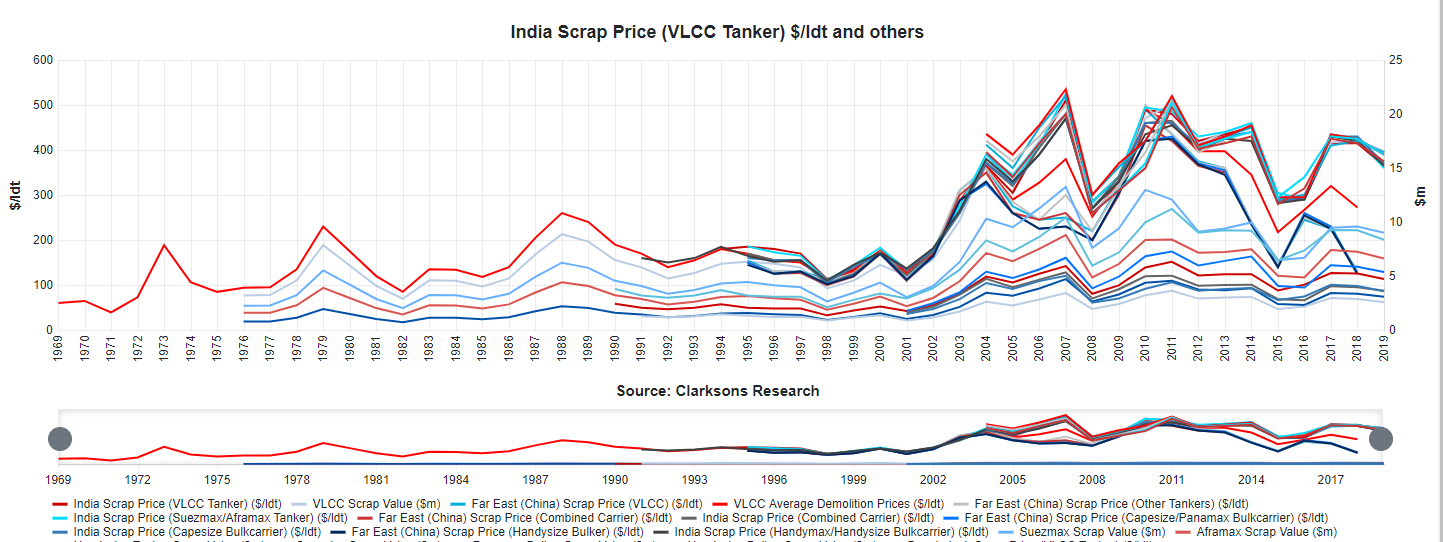 India Scrap Price (VLCC Tanker) $/ldt and others
600 25
500 20
400 15
300 10
200 5
100
0 0
$/ldt
$m
1969 1970 1971 1972 1973 1974 1975 1976 1977 1978 1979 1980 1981 1982 1983 1984 1985 1986 1987 1988 1989 1990 1991 1992 1993 1994 1995 1996 1997 1998 1999 2000 2001 2002 2003 2004 2005 2006 2007 2008 2009 2010 2011 2012 2013 2014 2015 2016 2017 2018 2019
Source: Clarksons Research
1969 1972 1975 1978 1981 1984 1987 1990 1993 1996 1999 2002 2005 2008 2011 2014 2017
India Scrap Price (VLCC Tanker) ($/ldt) VLCC Scrap Value ($m) Far East (China) Scrap Price (VLCC) ($/ldt) VLCC Average Demolition Prices ($/ldt) Far East (China) Scrap Price (Other Tankers) ($/ldt)
India Scrap Price (Suezmax/Aframax Tanker) ($/ldt) Far East (China) Scrap Price (Combined Carrier) ($/ldt) India Scrap Price (Combined Carrier) ($/ldt) Far East (China) Scrap Price (Capesize/Panamax Bulkcarrier) ($/ldt)
India Scrap Price (Capesize Bulkcarrier) ($/ldt) Far East (China) Scrap Price (Handysize Bulker) ($/ldt) India Scrap Price (Handymax/Handysize Bulkcarrier) ($/ldt) Suezmax Scrap Value ($m) Aframax Scrap Value ($m)